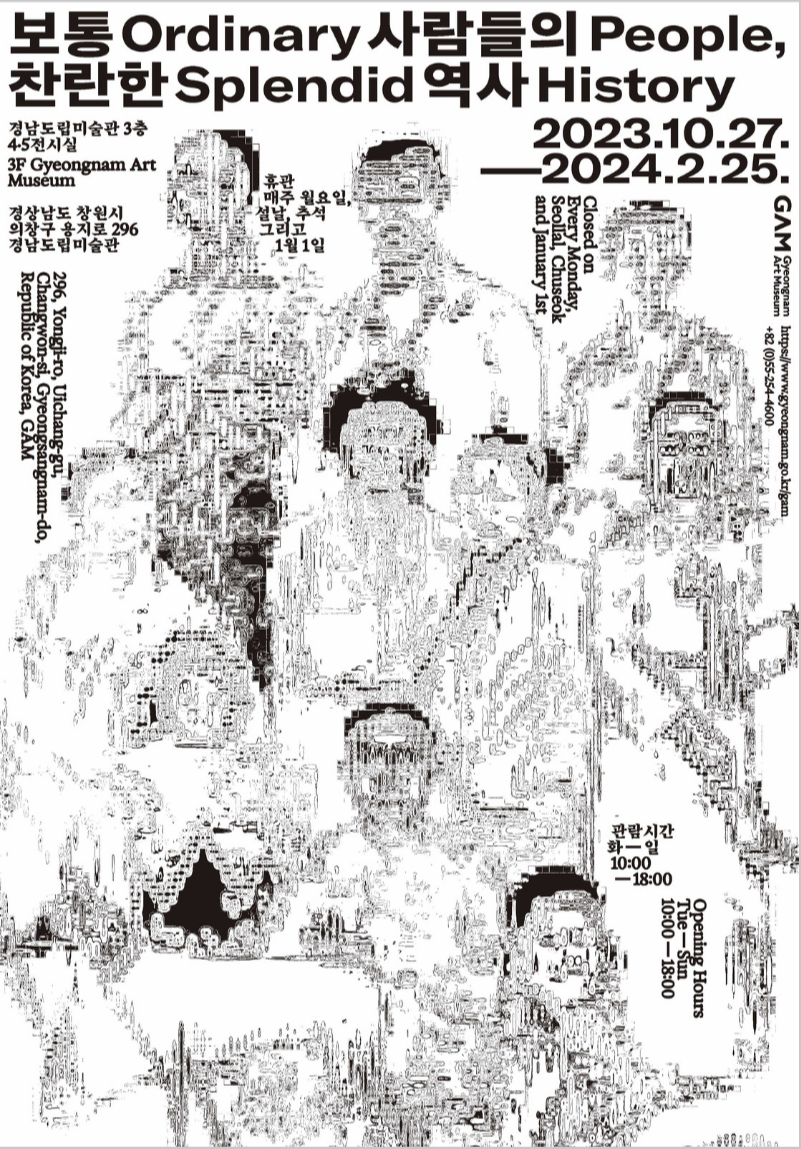 보통 Ordinary 사람들의 People,
찬란한 Splendid 역사 History
2023.10.27.
—2024.2.25.
경남도립미술관 3층
4·5전시실
3F Gyeongnam Art
Museum
경상남도 창원시
의창구 용지로 296
경남도립미술관
휴관
매주 월요일,
설날, 추석
그리고
1월 1일
Closed on
Every Monday,
Seollal, Chuseok
and January 1st
GAM
Gyeongnam
Art Museum
https://www.gyeongnam.go.kr/gam
+82 (0)55-254-4600
296, Yongji-ro, Uichang-gu,
Changwon-si, Gyeongsangnam-do,
Republic of Korea, GAM
관람시간
화—일
10:00
—18:00
Opening Hours
Tue—Sun
10:00—18:00